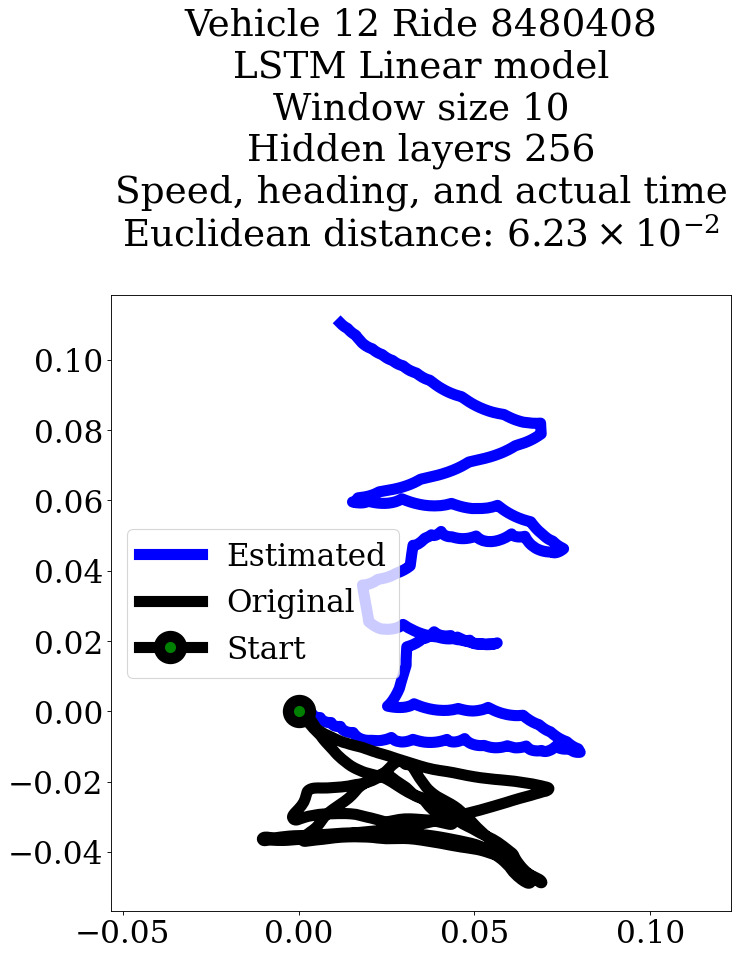 Vehicle 12 Ride 8480408
LSTM Linear model
Window size 10
Hidden layers 256
Speed, heading, and actual time
Euclidean distance: 6.23 × 10⁻²
0.10
0.08
0.06
0.04
0.02
0.00
−0.02
−0.04
Estimated
Original
Start
−0.05 0.00 0.05 0.10